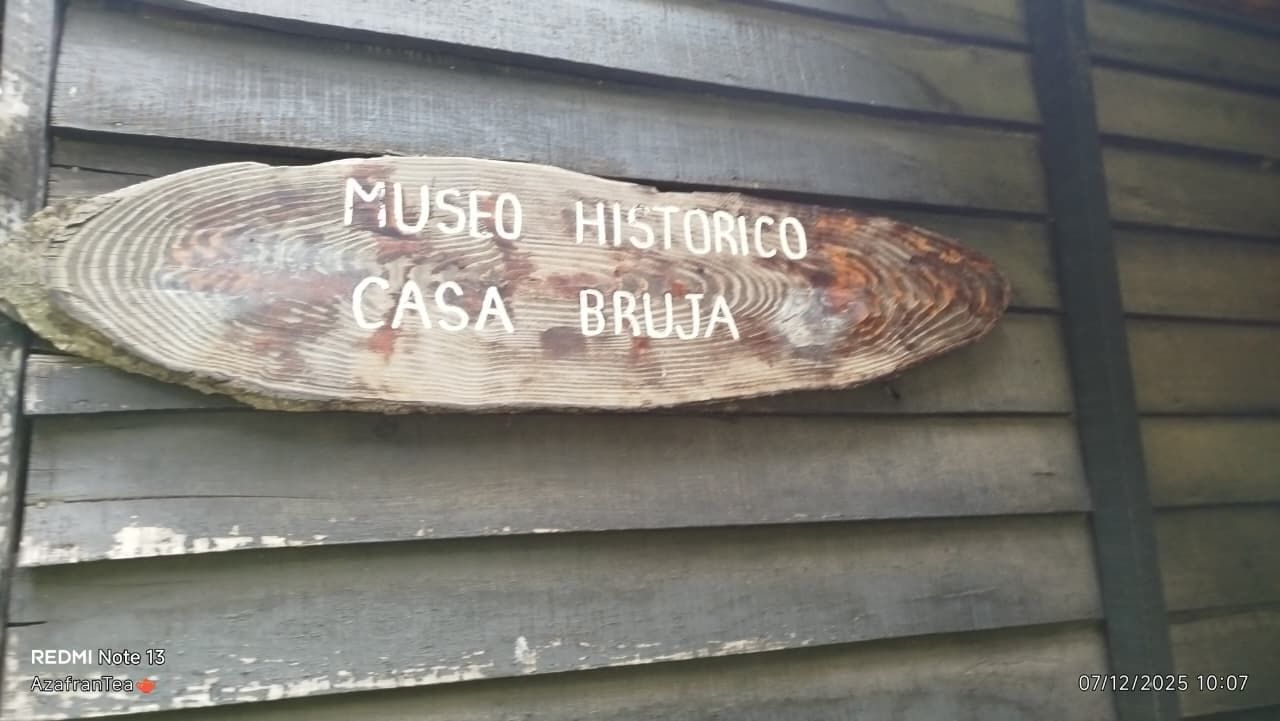 MUSEO HISTORICO
CASA BRUJA
REDMI Note 13
AzafranTea
07/12/2025 10:07